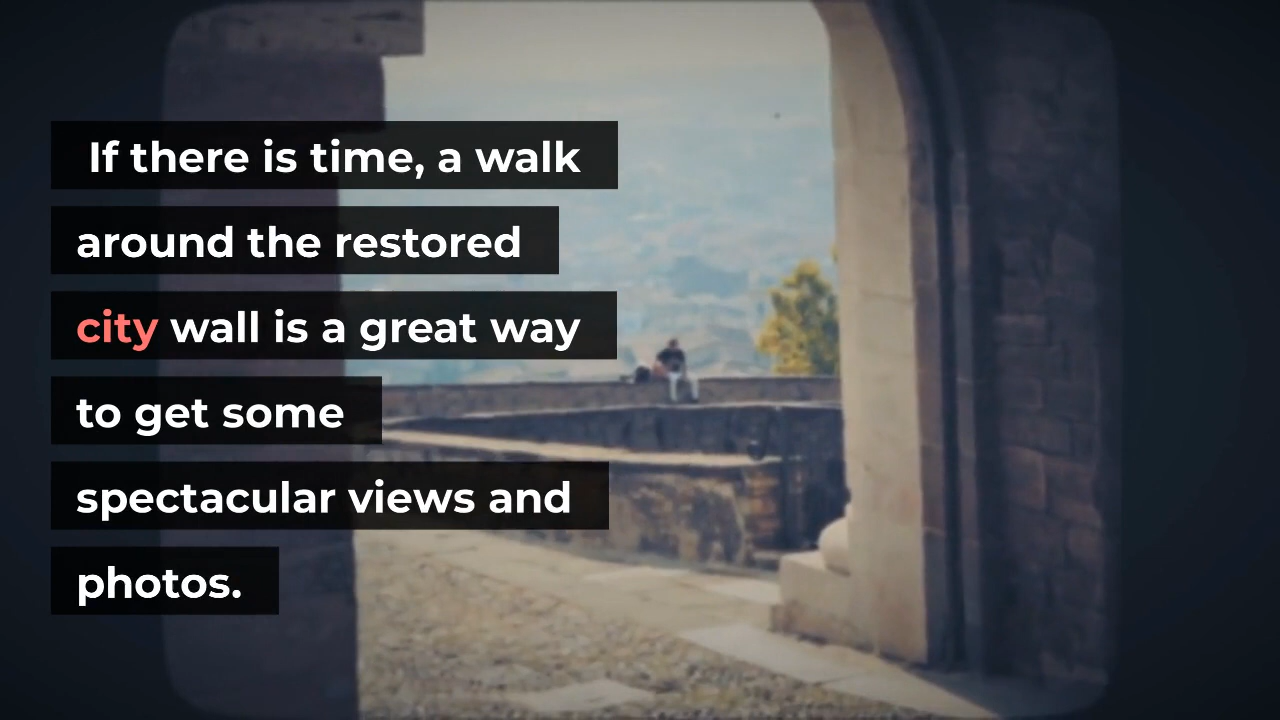 If there is time, a walk
around the restored
city wall is a great way
to get some
spectacular views and
photos.